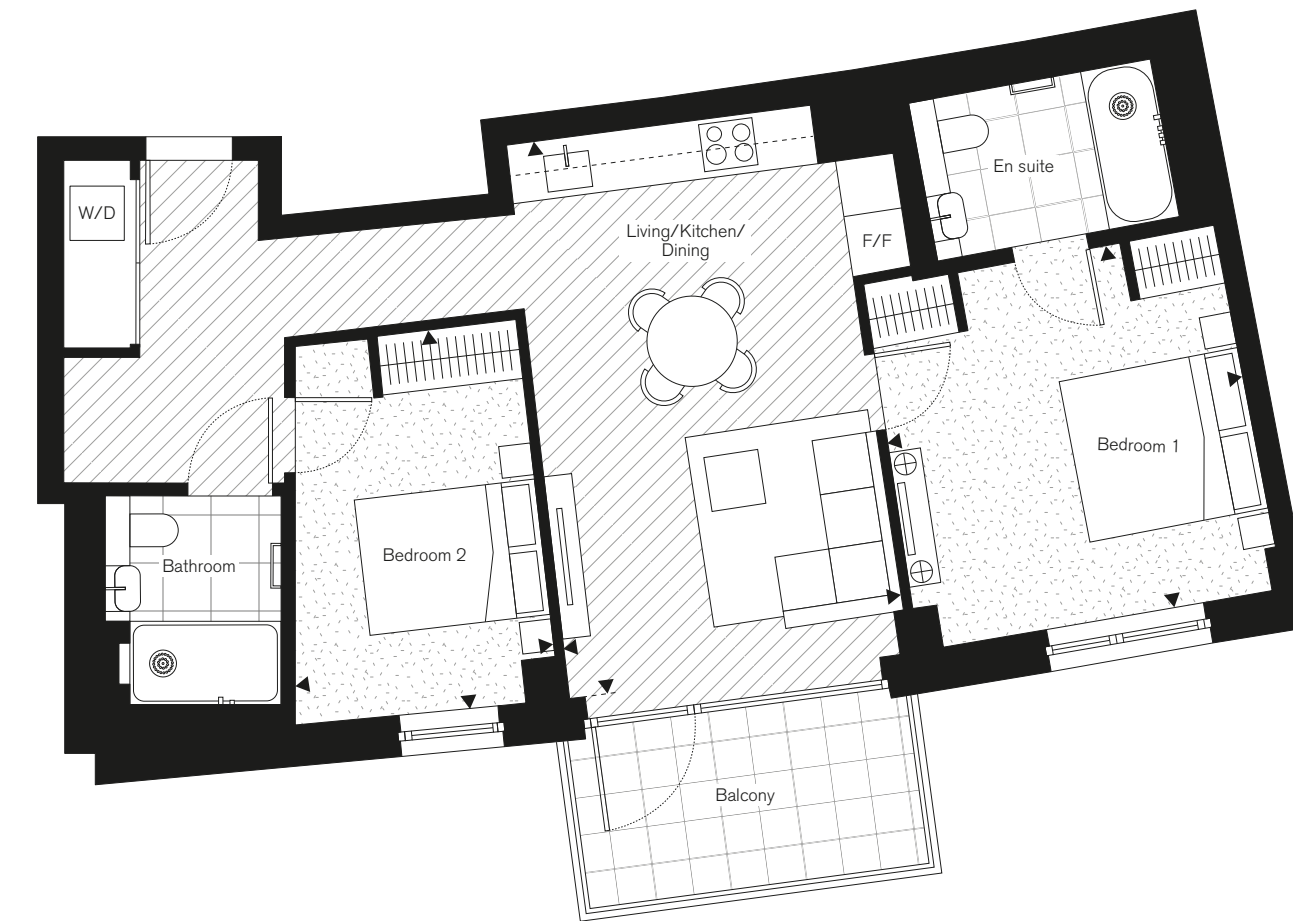 En suite
W/D
Living/Kitchen/
Dining
F/F
Bedroom 1
Bedroom 2
Bathroom
Balcony